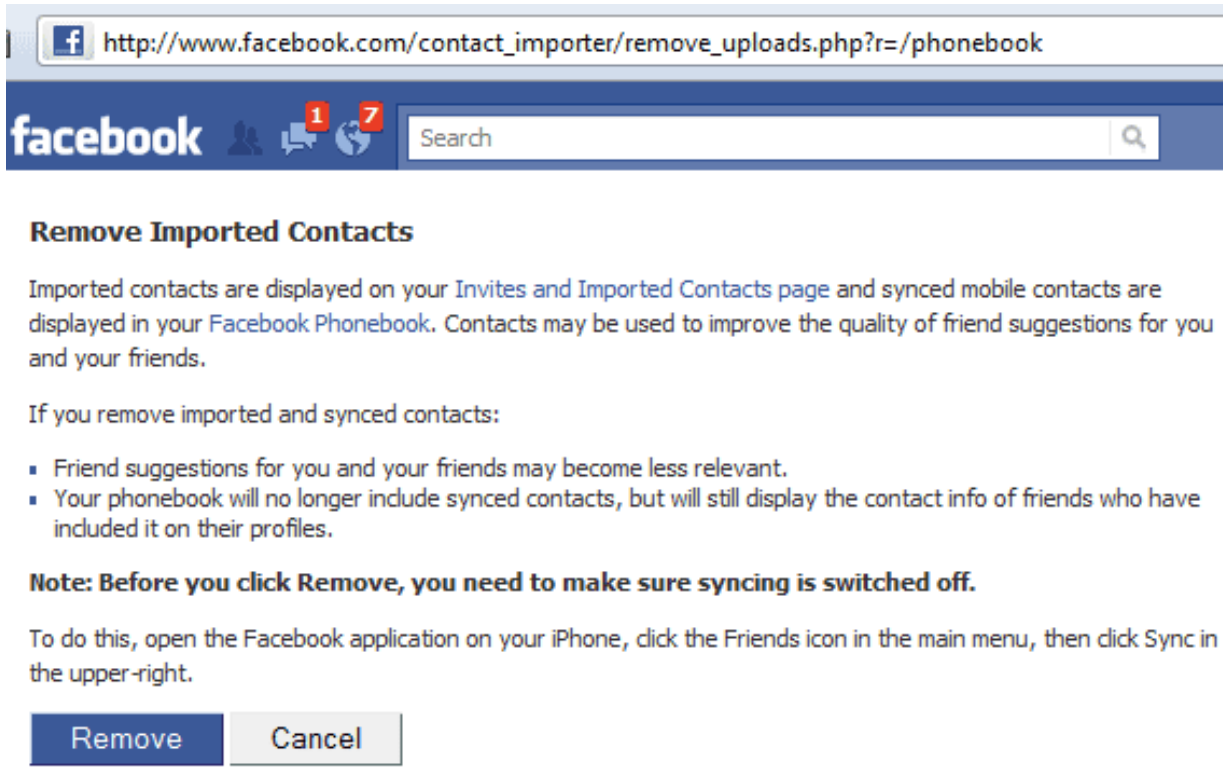 http://www.facebook.com/contact_importer/remove_uploads.php?r=/phonebook
facebook 1 7 Search
Remove Imported Contacts
Imported contacts are displayed on your Invites and Imported Contacts page and synced mobile contacts are
displayed in your Facebook Phonebook. Contacts may be used to improve the quality of friend suggestions for you
and your friends.
If you remove imported and synced contacts:
Friend suggestions for you and your friends may become less relevant.
Your phonebook will no longer include synced contacts, but will still display the contact info of friends who have
included it on their profiles.
Note: Before you click Remove, you need to make sure syncing is switched off.
To do this, open the Facebook application on your iPhone, click the Friends icon in the main menu, then click Sync in
the upper-right.
Remove Cancel